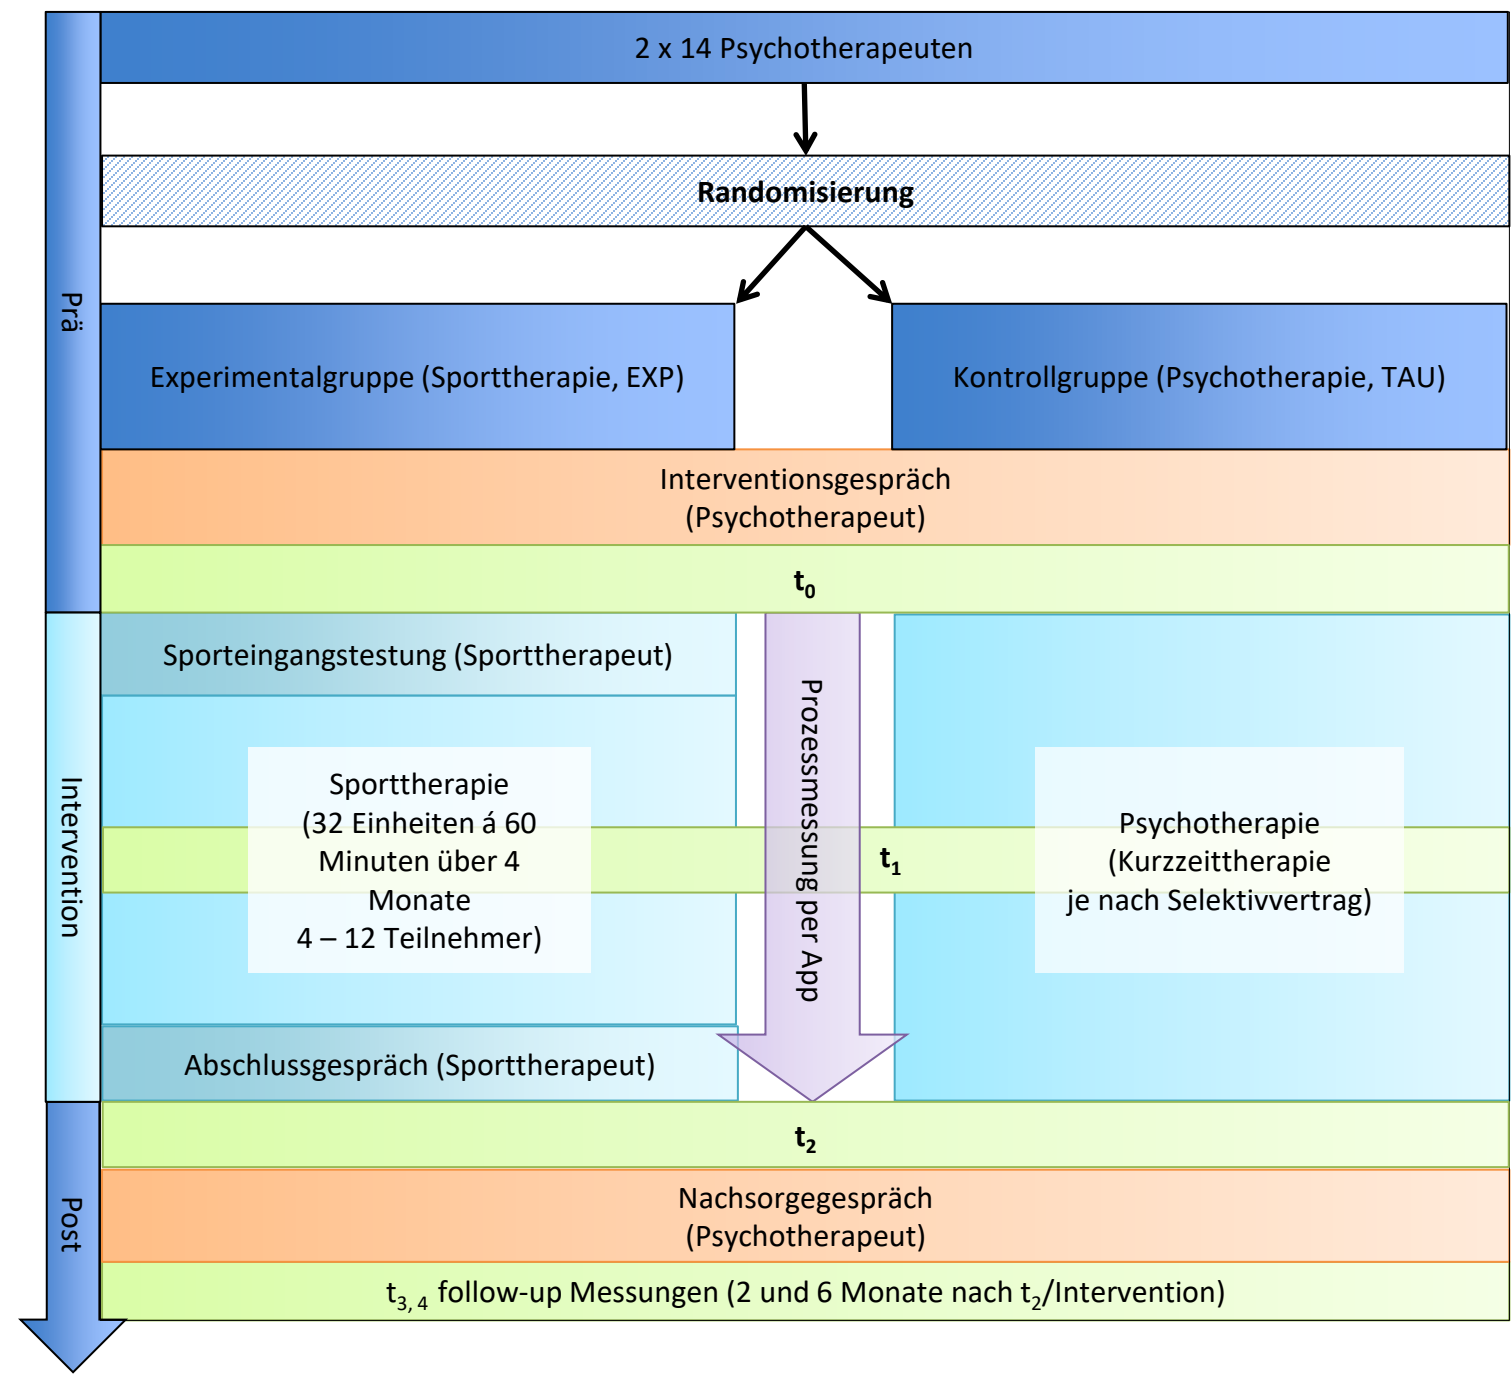 2 x 14 Psychotherapeuten
Randomisierung
Prä
Experimentalgruppe (Sporttherapie, EXP)
Kontrollgruppe (Psychotherapie, TAU)
Interventionsgespräch
(Psychotherapeut)
t0
Intervention
Sporteingangstestung (Sporttherapeut)
Prozessmessung per App
Sporttherapie
(32 Einheiten á 60
Minuten über 4
Monate
4 – 12 Teilnehmer)
t1
Psychotherapie
(Kurzzeittherapie
je nach Selektivvertrag)
Abschlussgespräch (Sporttherapeut)
Post
t2
Nachsorgegespräch
(Psychotherapeut)
t3, 4 follow-up Messungen (2 und 6 Monate nach t2/Intervention)